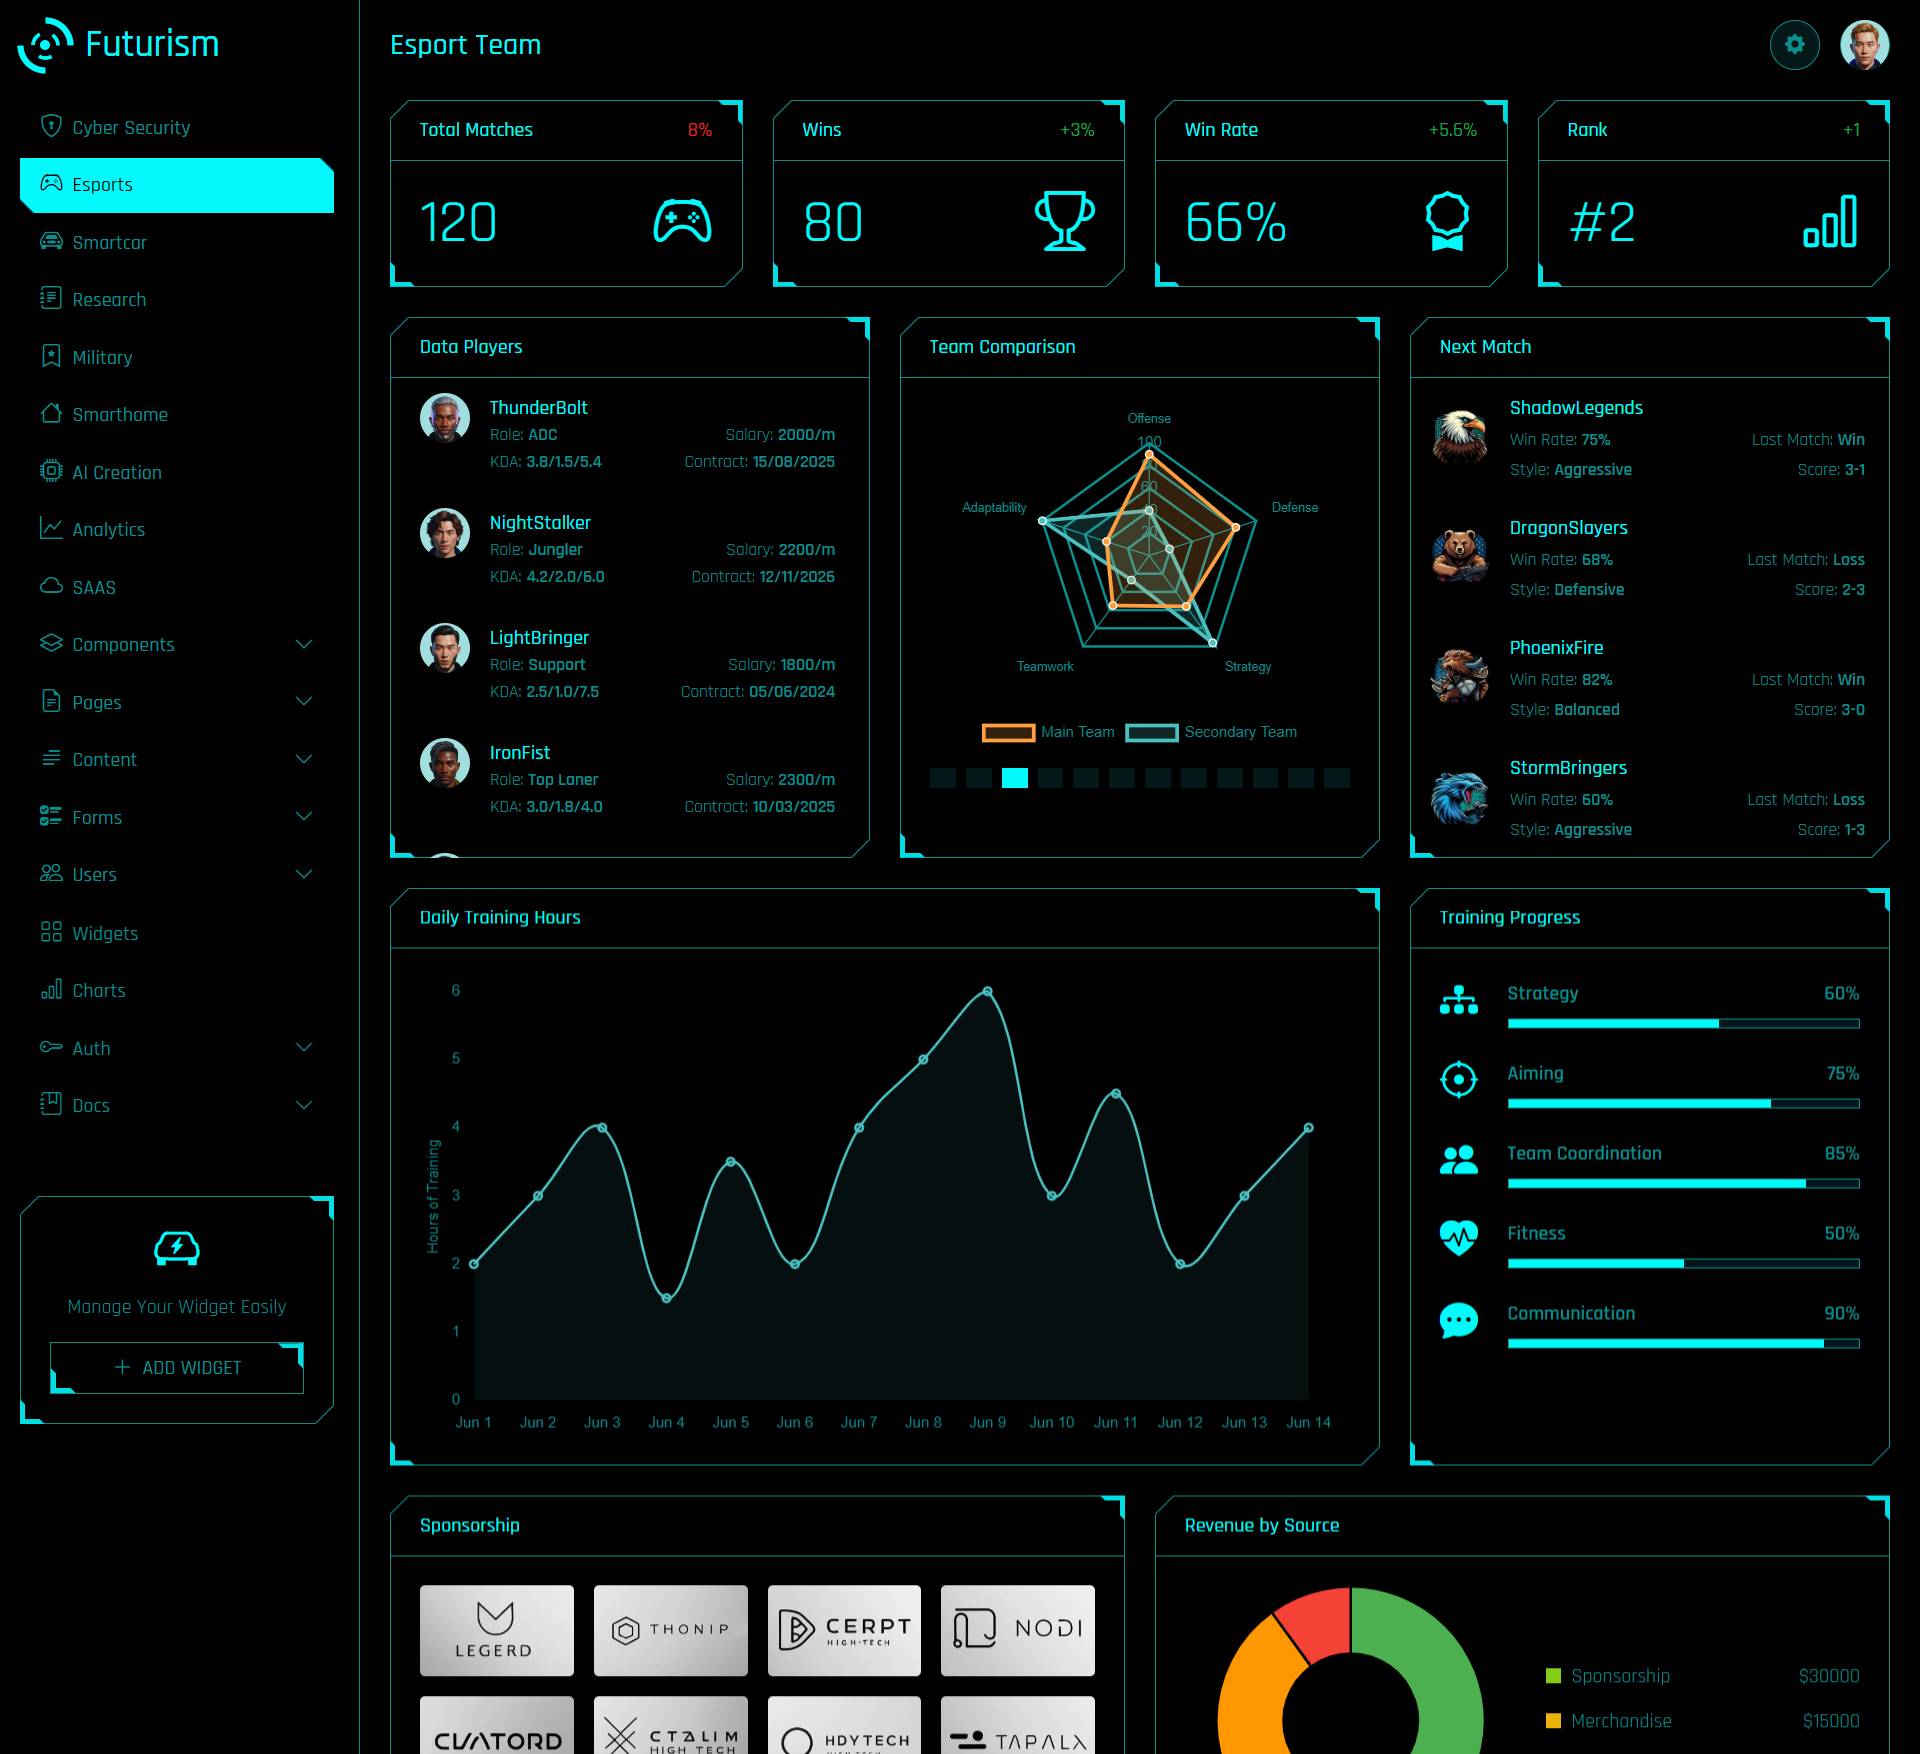 Futurism
Cyber Security
Esports
Smartcar
Research
Military
Smarthome
AI Creation
Analytics
SAAS
Components
Pages
Content
Forms
Users
Widgets
Charts
Auth
Docs
Manage Your Widget Easily
+ ADD WIDGET
Esport Team
Total Matches 8%
120
Wins +3%
80
Win Rate +5.6%
66%
Rank +1
#2
Data Players
ThunderBolt
Role: ADC Salary: 2000/m
KDA: 3.8/1.5/5.4 Contract: 15/08/2025
NightStalker
Role: Jungler Salary: 2200/m
KDA: 4.2/2.0/6.0 Contract: 12/11/2026
LightBringer
Role: Support Salary: 1800/m
KDA: 2.5/1.0/7.5 Contract: 05/06/2024
IronFist
Role: Top Laner Salary: 2300/m
KDA: 3.0/1.8/4.0 Contract: 10/03/2025
Team Comparison
Offense
100
60
20
Adaptability
Defense
Teamwork
Strategy
Main Team Secondary Team
Next Match
ShadowLegends
Win Rate: 75% Last Match: Win
Style: Aggressive Score: 3-1
DragonSlayers
Win Rate: 68% Last Match: Loss
Style: Defensive Score: 2-3
PhoenixFire
Win Rate: 82% Last Match: Win
Style: Balanced Score: 3-0
StormBringers
Win Rate: 60% Last Match: Loss
Style: Aggressive Score: 1-3
Daily Training Hours
Hours of Training
6
5
4
3
2
1
0
Jun 1 Jun 2 Jun 3 Jun 4 Jun 5 Jun 6 Jun 7 Jun 8 Jun 9 Jun 10 Jun 11 Jun 12 Jun 13 Jun 14
Training Progress
Strategy 60%
Aiming 75%
Team Coordination 85%
Fitness 50%
Communication 90%
Sponsorship
LEGERD
THONIP
CERPT
HIGH-TECH
NODI
CVATORD
CTALIM
HIGH TECH
HDYTECH
TAPALA
Revenue by Source
Sponsorship $30000
Merchandise $15000